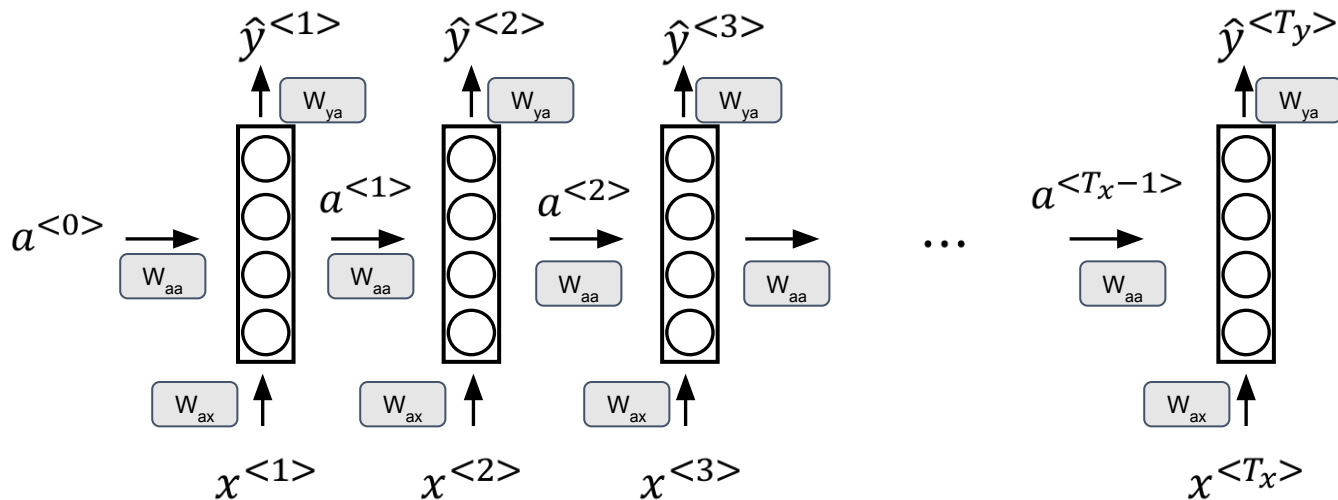 ŷ<1> ŷ<2> ŷ<3> ŷ<Ty>
Wya Wya Wya Wya
a<1> a<2> a<Tx−1>
a<0> ...
Waa Waa Waa Waa Waa
Wax Wax Wax Wax
x<1> x<2> x<3> x<Tx>